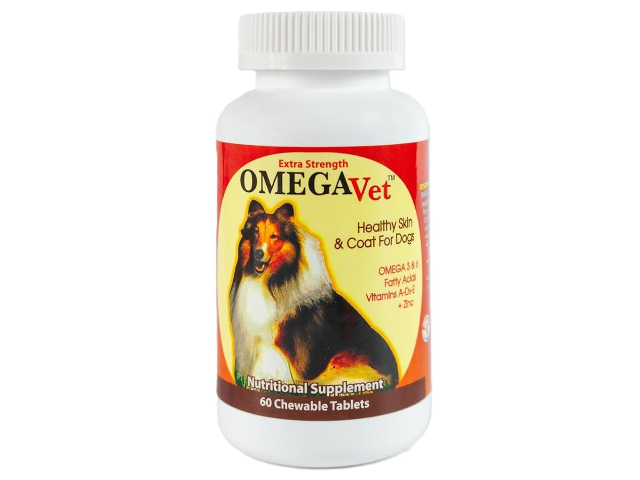 Extra Strength
OMEGAVet™
Healthy Skin
& Coat For Dogs
OMEGA 3 & 6
Fatty Acids
Vitamins A-D₃-E
+ Zinc
Nutritional Supplement
60 Chewable Tablets